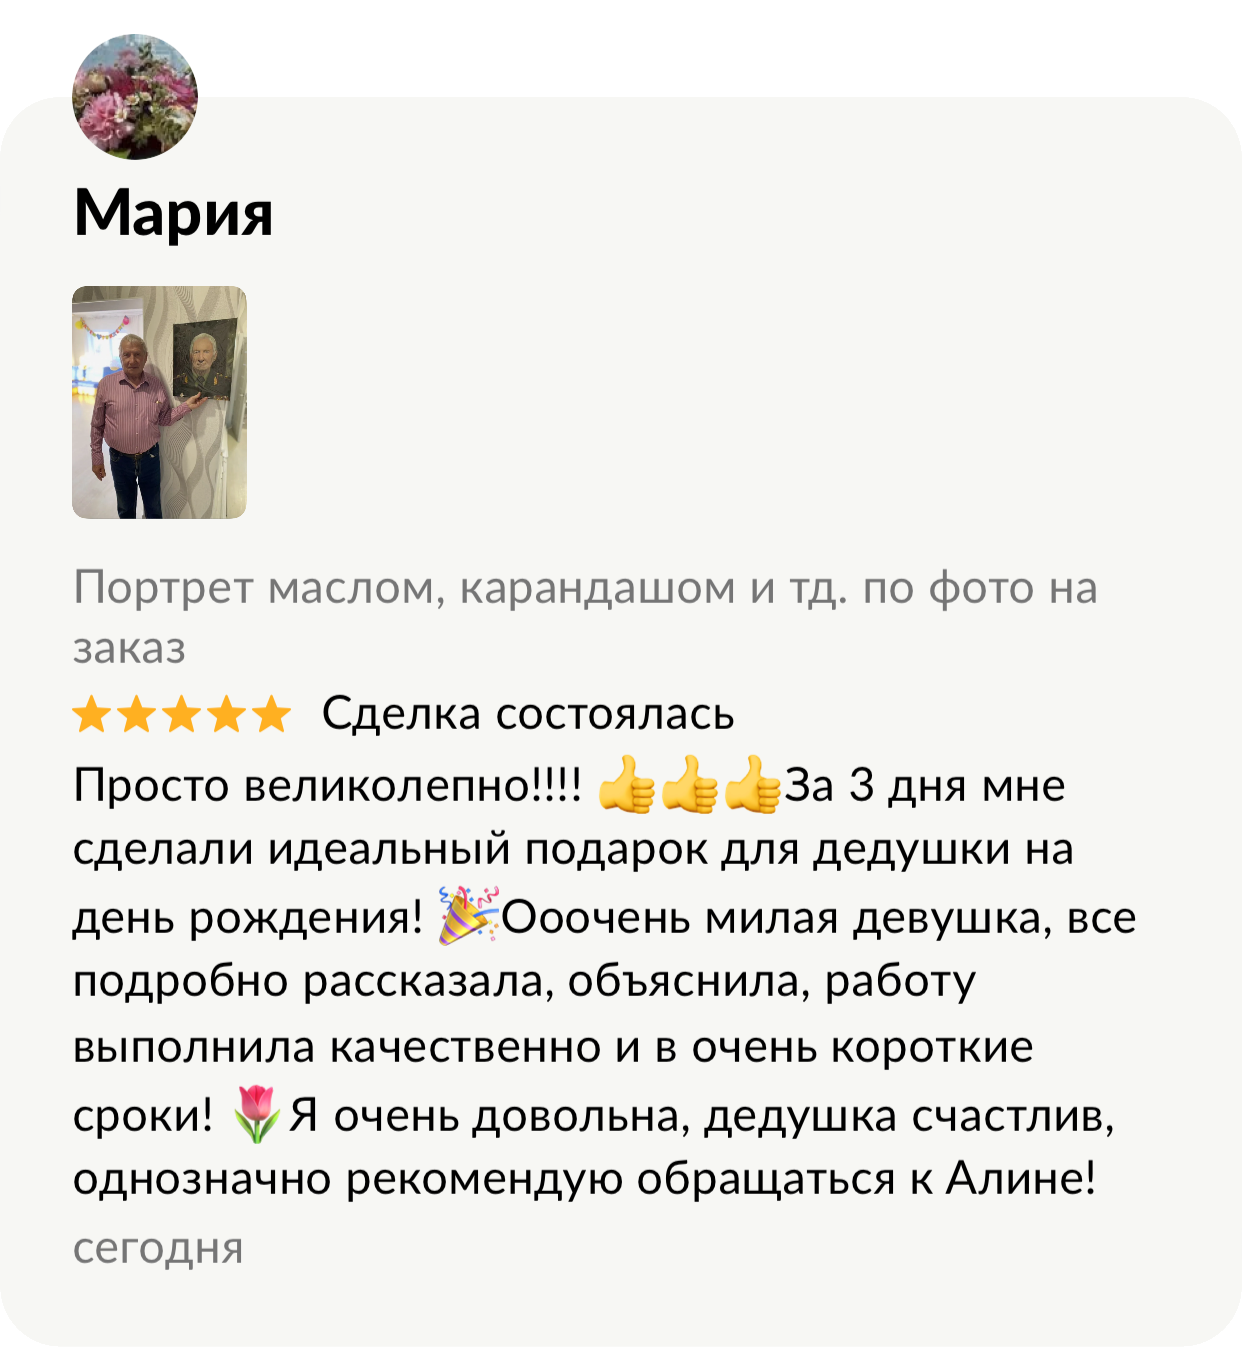 Мария
Портрет маслом, карандашом и тд. по фото на
заказ
Сделка состоялась
Просто великолепно!!!! 👍👍👍За 3 дня мне
сделали идеальный подарок для дедушки на
день рождения! 🎉Ооочень милая девушка, все
подробно рассказала, объяснила, работу
выполнила качественно и в очень короткие
сроки! 🌷Я очень довольна, дедушка счастлив,
однозначно рекомендую обращаться к Алине!
сегодня